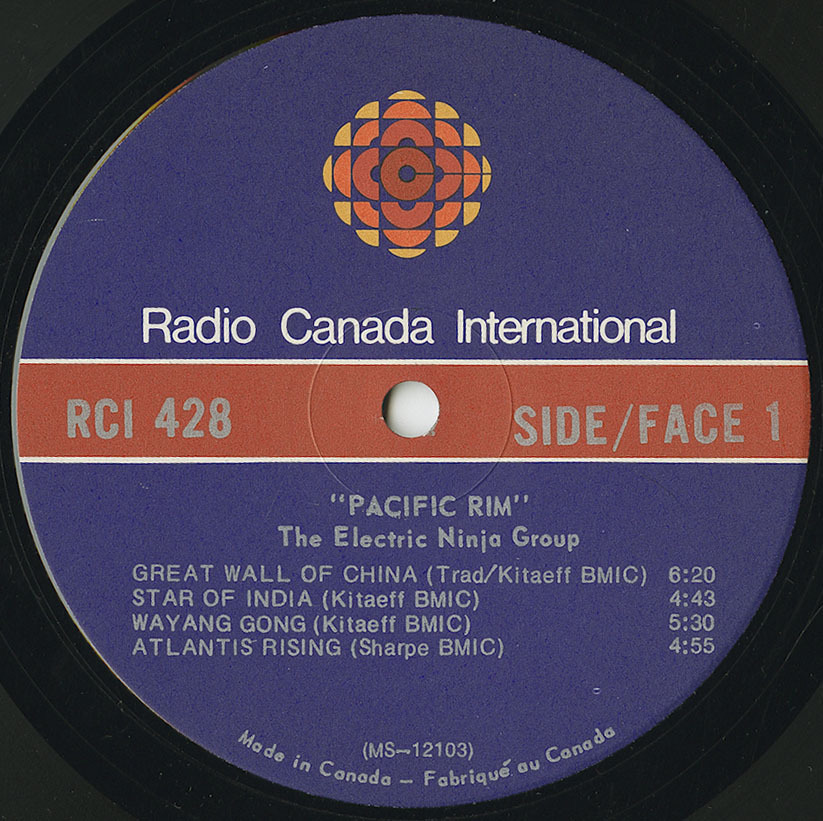 Radio Canada International
RCI 428
SIDE/FACE 1
"PACIFIC RIM"
The Electric Ninja Group
GREAT WALL OF CHINA (Trad/Kitaeff BMIC) 6:20
STAR OF INDIA (Kitaeff BMIC) 4:43
WAYANG GONG (Kitaeff BMIC) 5:30
ATLANTIS RISING (Sharpe BMIC) 4:55
(MS-12103)
Made in Canada - Fabriqué au Canada